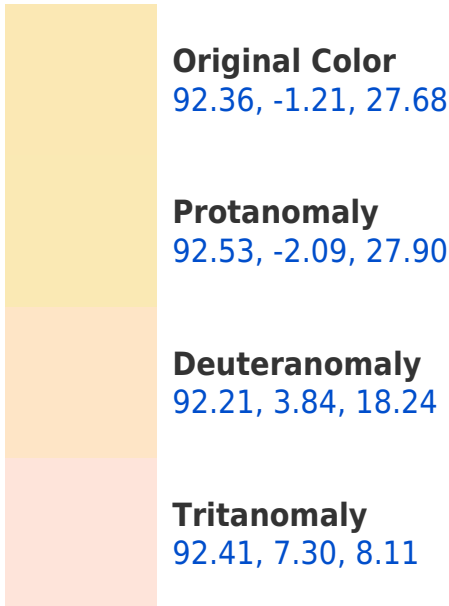 Original Color
92.36, -1.21, 27.68
Protanomaly
92.53, -2.09, 27.90
Deuteranomaly
92.21, 3.84, 18.24
Tritanomaly
92.41, 7.30, 8.11